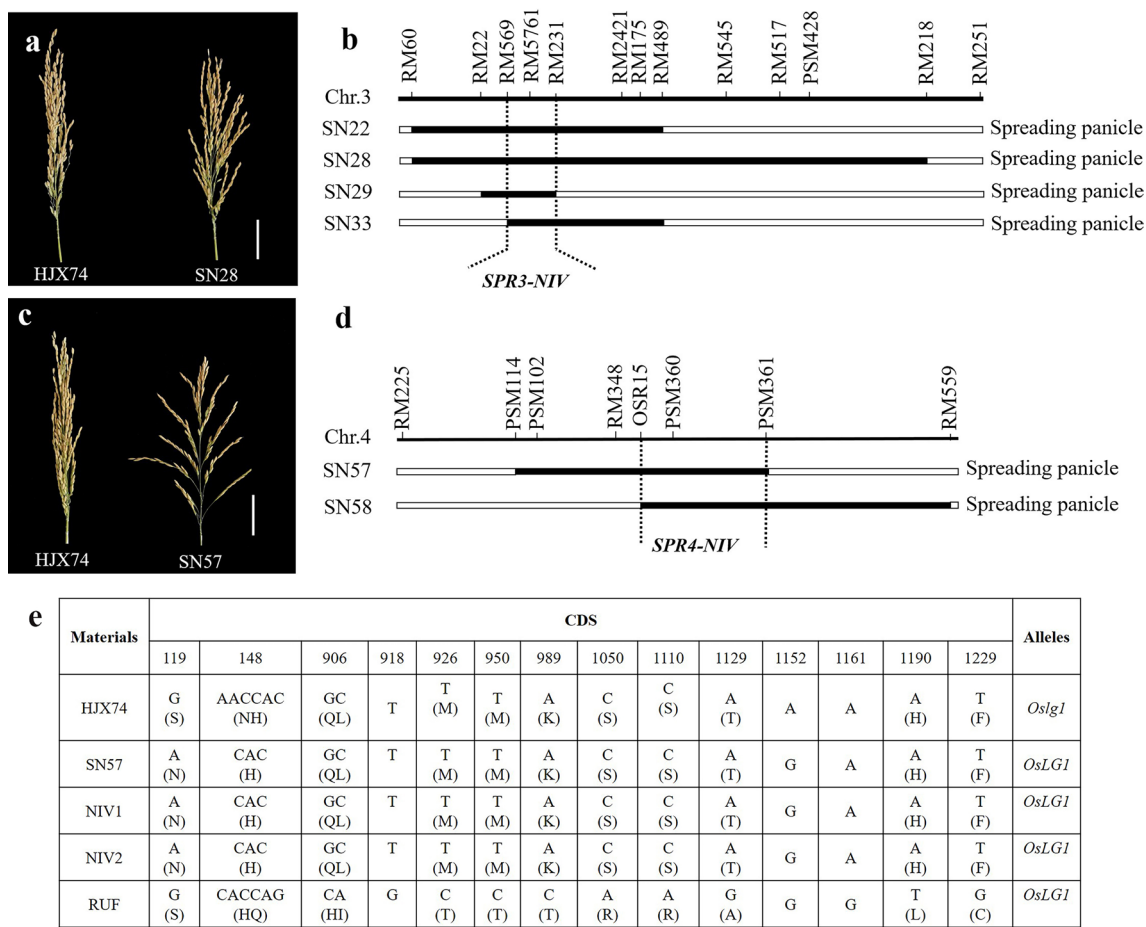 a
HJX74 SN28
b
RM60 RM22 RM569 RM5761 RM231 RM2421 RM175 RM489 RM545 RM517 PSM428 RM218 RM251
Chr.3
SN22 Spreading panicle
SN28 Spreading panicle
SN29 Spreading panicle
SN33 Spreading panicle
SPR3-NIV
c
HJX74 SN57
d
RM225 PSM114 PSM102 RM348 OSR15 PSM360 PSM361 RM559
Chr.4
SN57 Spreading panicle
SN58 Spreading panicle
SPR4-NIV
e
Materials CDS Alleles
119 148 906 918 926 950 989 1050 1110 1129 1152 1161 1190 1229
HJX74 G AACCAC GC T T T A C C A A A A T Oslg1
(S) (NH) (QL) (M) (M) (K) (S) (S) (T) (H) (F)
SN57 A CAC GC T T T A C C A G A A T OsLG1
(N) (H) (QL) (M) (M) (K) (S) (S) (T) (H) (F)
NIV1 A CAC GC T T T A C C A G A A T OsLG1
(N) (H) (QL) (M) (M) (K) (S) (S) (T) (H) (F)
NIV2 A CAC GC T T T A C C A G A A T OsLG1
(N) (H) (QL) (M) (M) (K) (S) (S) (T) (H) (F)
RUF G CACCAG CA G C C C A A G G G T G OsLG1
(S) (HQ) (HI) (T) (T) (T) (R) (R) (A) (L) (C)